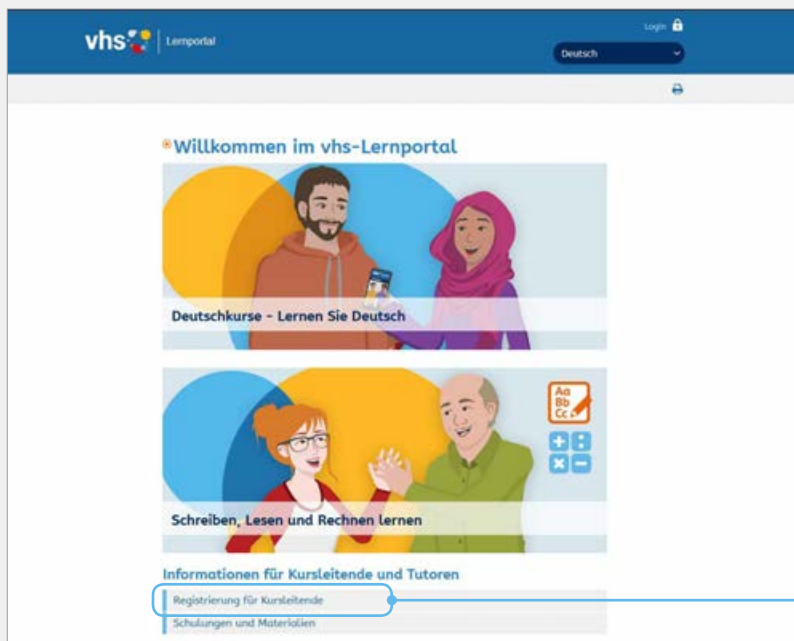 vhs
Lernportal
Login
Deutsch
Willkommen im vhs-Lernportal
Deutschkurse - Lernen Sie Deutsch
Aa
Bb
Cc
Schreiben, Lesen und Rechnen lernen
Informationen für Kursleitende und Tutoren
Registrierung für Kursleitende
Schulungen und Materialien